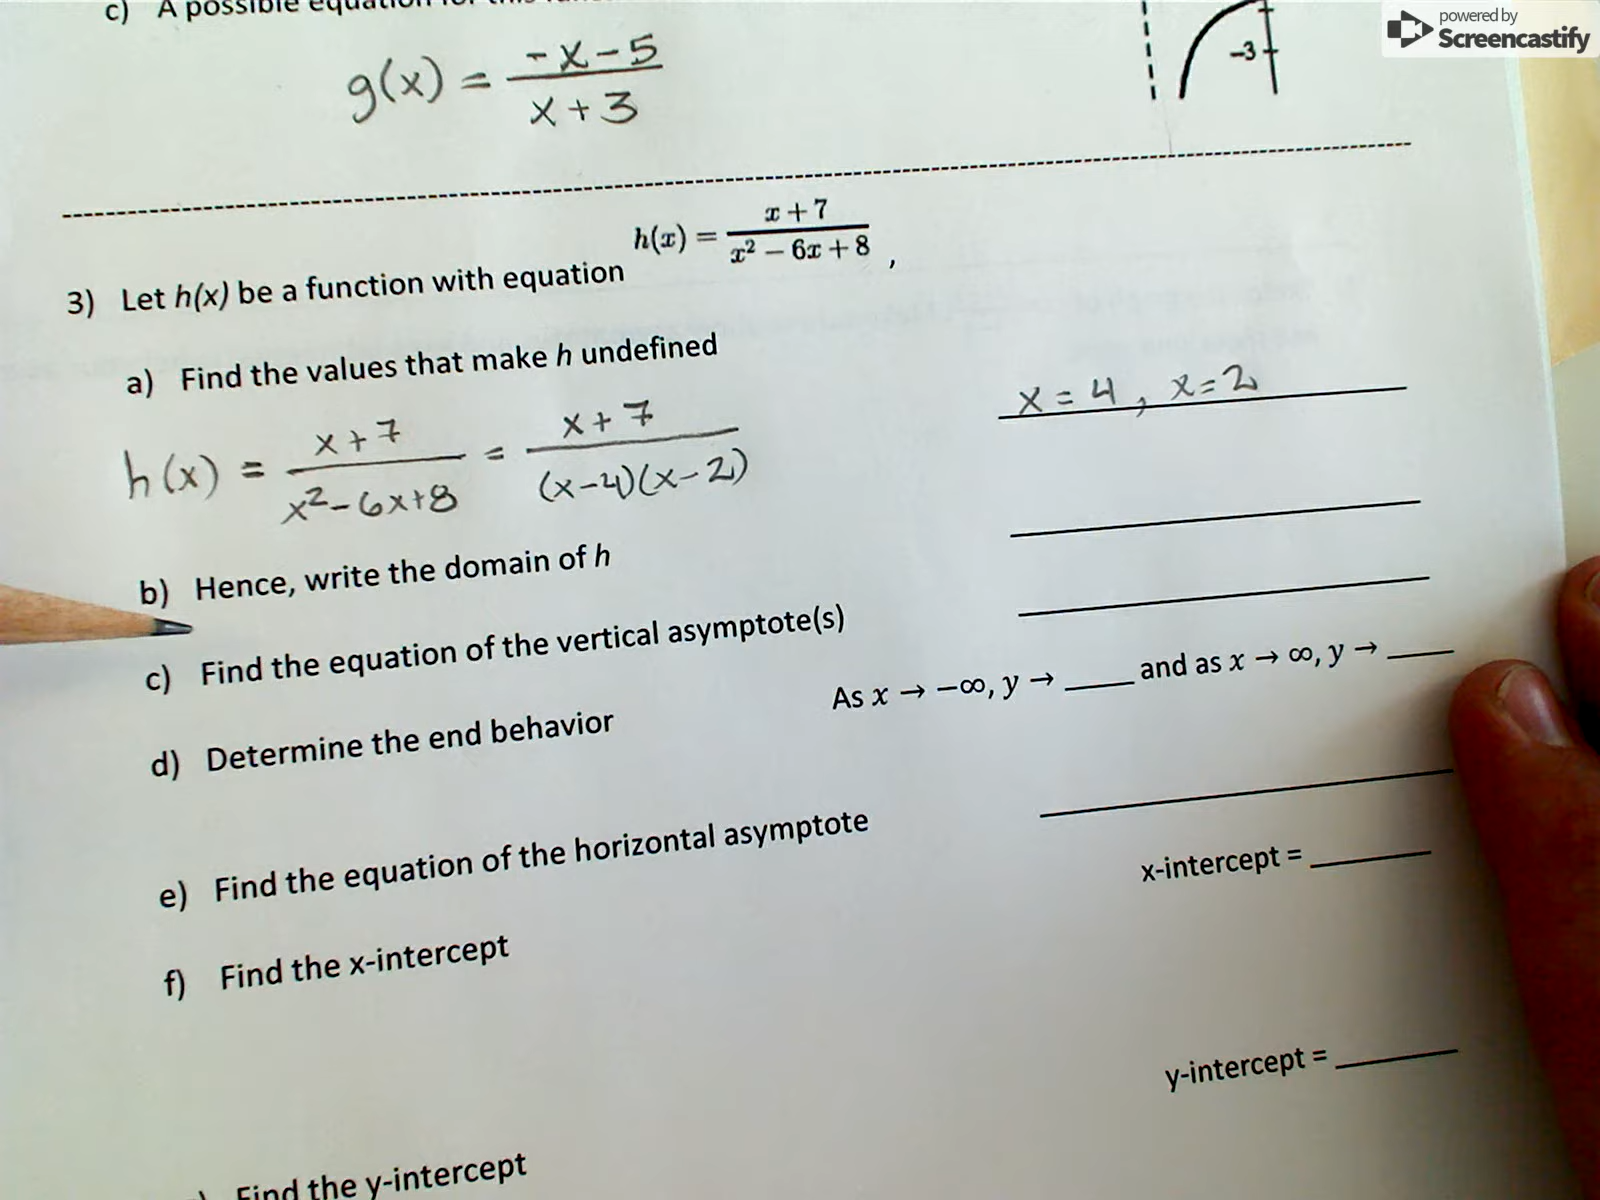 c) A possible
powered by
Screencastify
g(x) = -x-5 / x+3
-3
3) Let h(x) be a function with equation h(x) = x+7 / x² − 6x + 8 ,
a) Find the values that make h undefined
x = 4 , x = 2
h(x) = x+7 / x²-6x+8 = x+7 / (x-4)(x-2)
b) Hence, write the domain of h
c) Find the equation of the vertical asymptote(s)
d) Determine the end behavior
As x → −∞, y → ____ and as x → ∞, y → ____
e) Find the equation of the horizontal asymptote
f) Find the x-intercept
x-intercept = ____
y-intercept = ____
Find the y-intercept